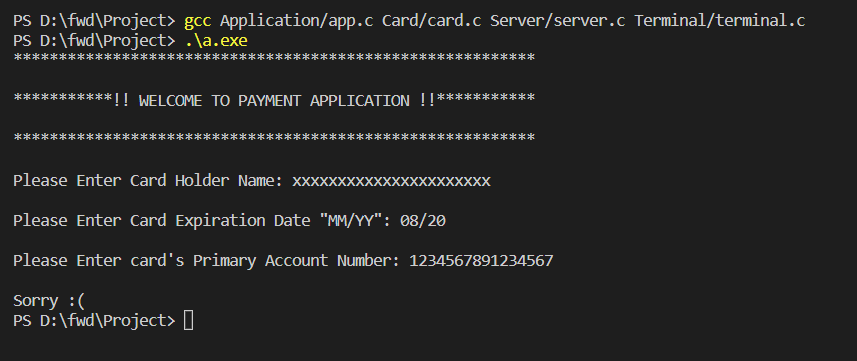 PS D:\fwd\Project> gcc Application/app.c Card/card.c Server/server.c Terminal/terminal.c
PS D:\fwd\Project> .\a.exe
**********************************************************

***********!! WELCOME TO PAYMENT APPLICATION !!***********

**********************************************************

Please Enter Card Holder Name: xxxxxxxxxxxxxxxxxxxxxx

Please Enter Card Expiration Date "MM/YY": 08/20

Please Enter card's Primary Account Number: 1234567891234567

Sorry :(
PS D:\fwd\Project>